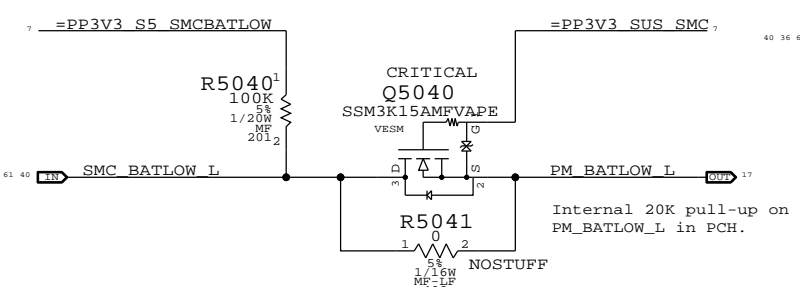 7 =PP3V3_S5_SMCBATLOW
=PP3V3_SUS_SMC 7
40 36 6
R5040 1
100K
5%
1/20W
MF
201 2
CRITICAL
Q5040
SSM3K15AMFVAPE
VESM
G 1
D 3
S 2
61 40 IN SMC_BATLOW_L
PM_BATLOW_L OUT 17
R5041
0
1 2
5%
1/16W
MF-LF
NOSTUFF
Internal 20K pull-up on
PM_BATLOW_L in PCH.